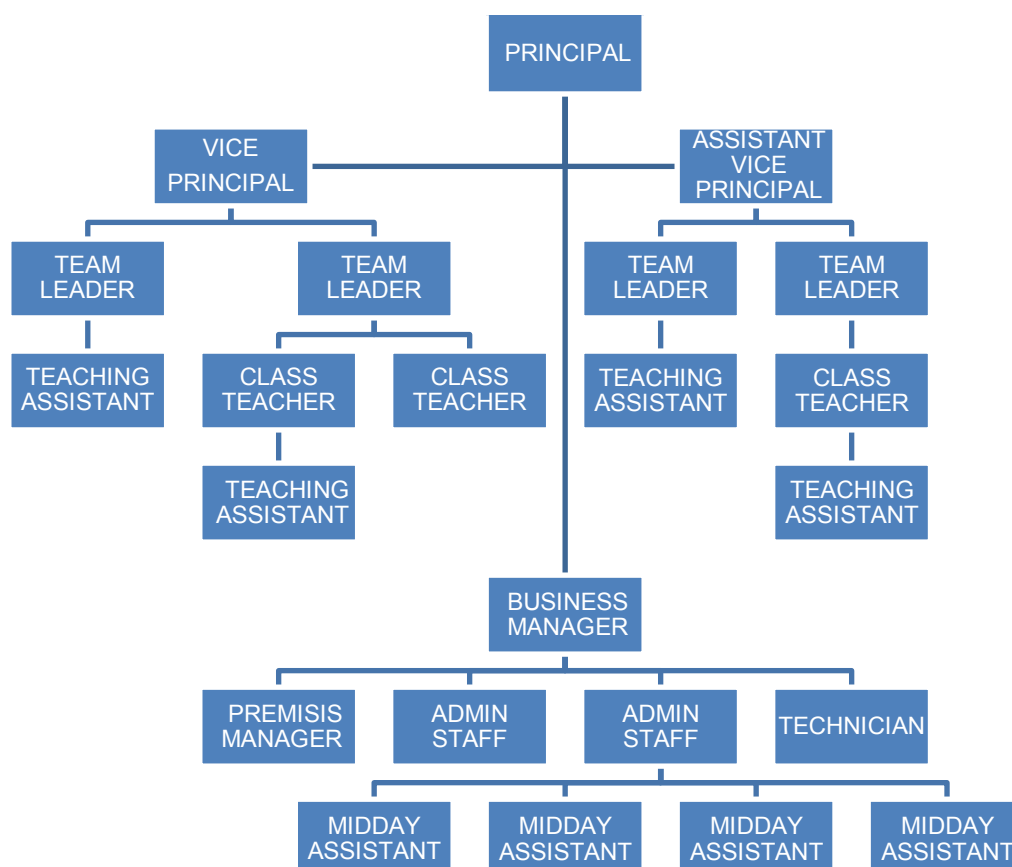 PRINCIPAL
VICE
PRINCIPAL
ASSISTANT
VICE
PRINCIPAL
TEAM
LEADER
TEAM
LEADER
TEAM
LEADER
TEAM
LEADER
TEACHING
ASSISTANT
CLASS
TEACHER
CLASS
TEACHER
TEACHING
ASSISTANT
CLASS
TEACHER
TEACHING
ASSISTANT
TEACHING
ASSISTANT
BUSINESS
MANAGER
PREMISIS
MANAGER
ADMIN
STAFF
ADMIN
STAFF
TECHNICIAN
MIDDAY
ASSISTANT
MIDDAY
ASSISTANT
MIDDAY
ASSISTANT
MIDDAY
ASSISTANT